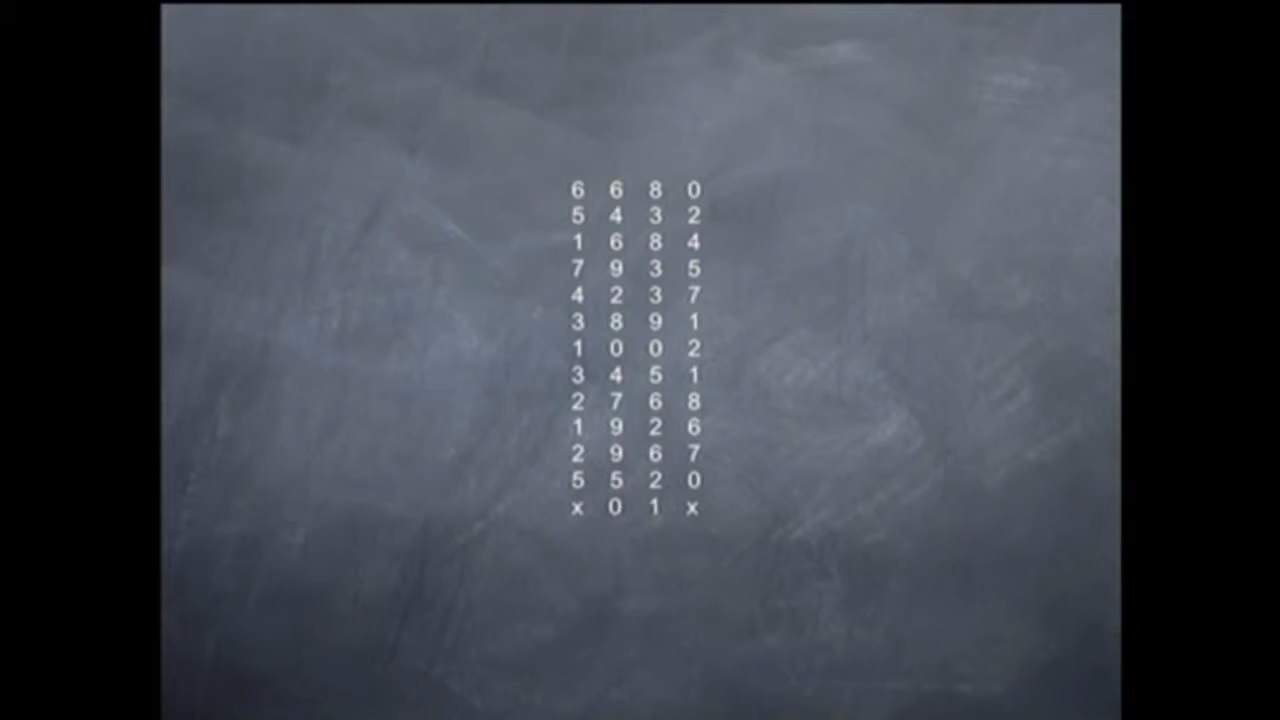 6 6 8 0
5 4 3 2
1 6 8 4
7 9 3 5
4 2 3 7
3 8 9 1
1 0 0 2
3 4 5 1
2 7 6 8
1 9 2 6
2 9 6 7
5 5 2 0
x 0 1 x